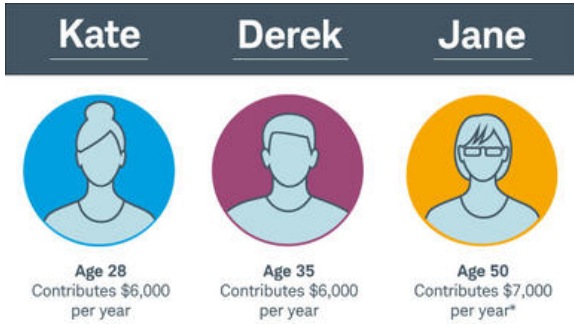 Kate
Derek
Jane
Age 28
Contributes $6,000
per year
Age 35
Contributes $6,000
per year
Age 50
Contributes $7,000
per year*